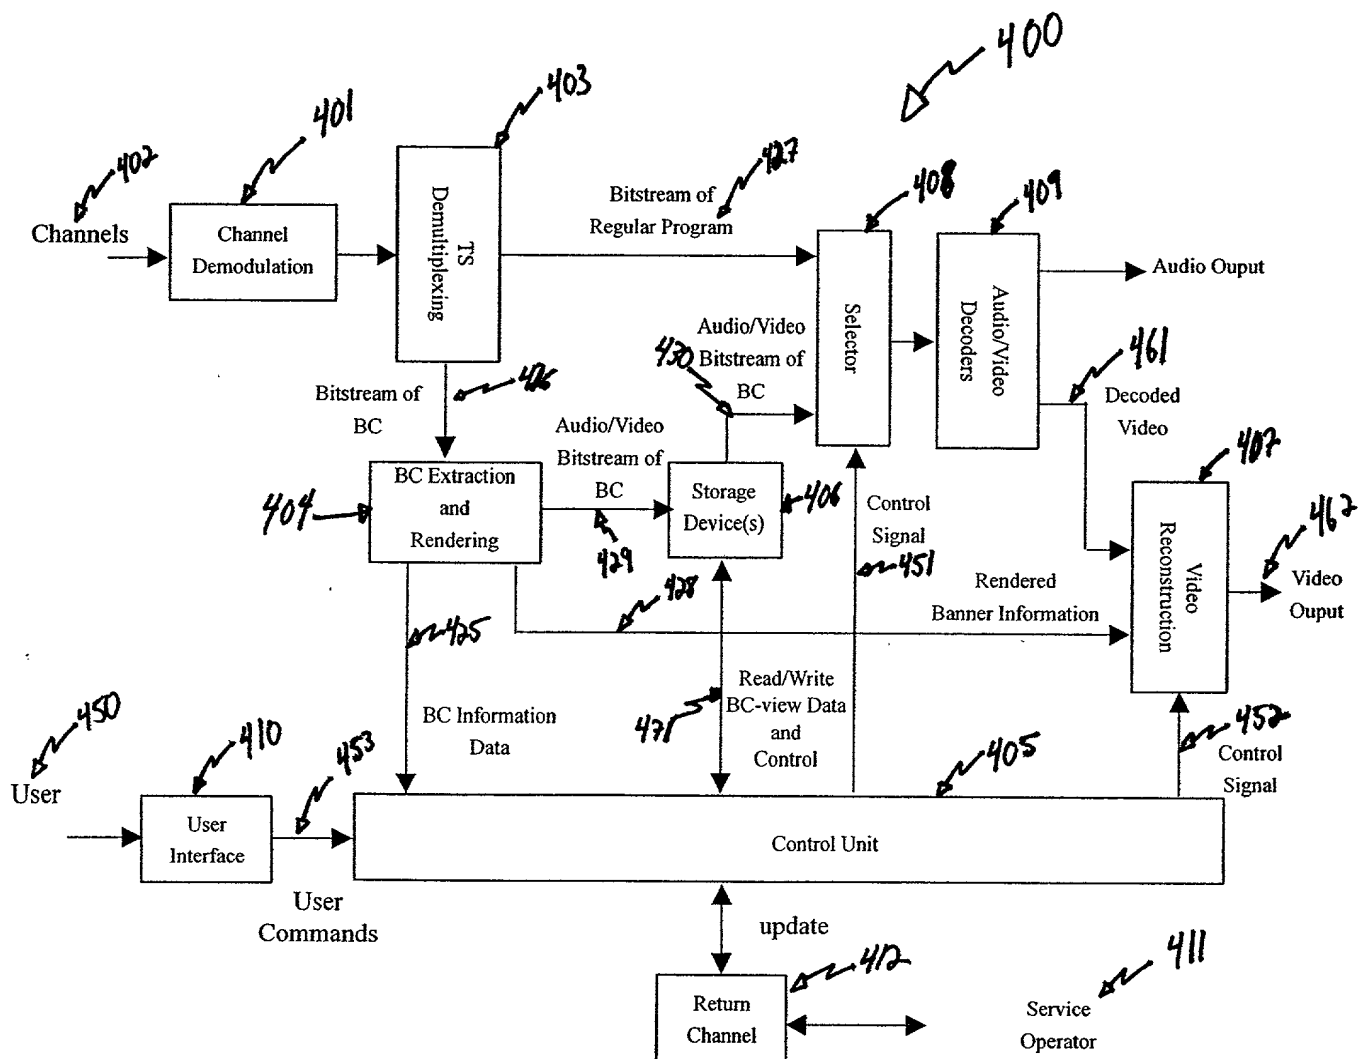 400
403
401
402
427
408
409
Channels
Channel
Demodulation
TS
Demultiplexing
Bitstream of
Regular Program
Selector
Audio/Video
Decoders
Audio Ouput
430
Audio/Video
Bitstream of
BC
461
Decoded
Video
426
Bitstream of
BC
Audio/Video
Bitstream of
BC
404
BC Extraction
and
Rendering
429
Storage
Device(s)
406
Control
Signal
451
407
Video
Reconstruction
462
Video
Ouput
428
Rendered
Banner Information
425
BC Information
Data
471
Read/Write
BC-view Data
and
Control
405
452
Control
Signal
450
User
410
453
User
Interface
User
Commands
Control Unit
update
412
Return
Channel
411
Service
Operator